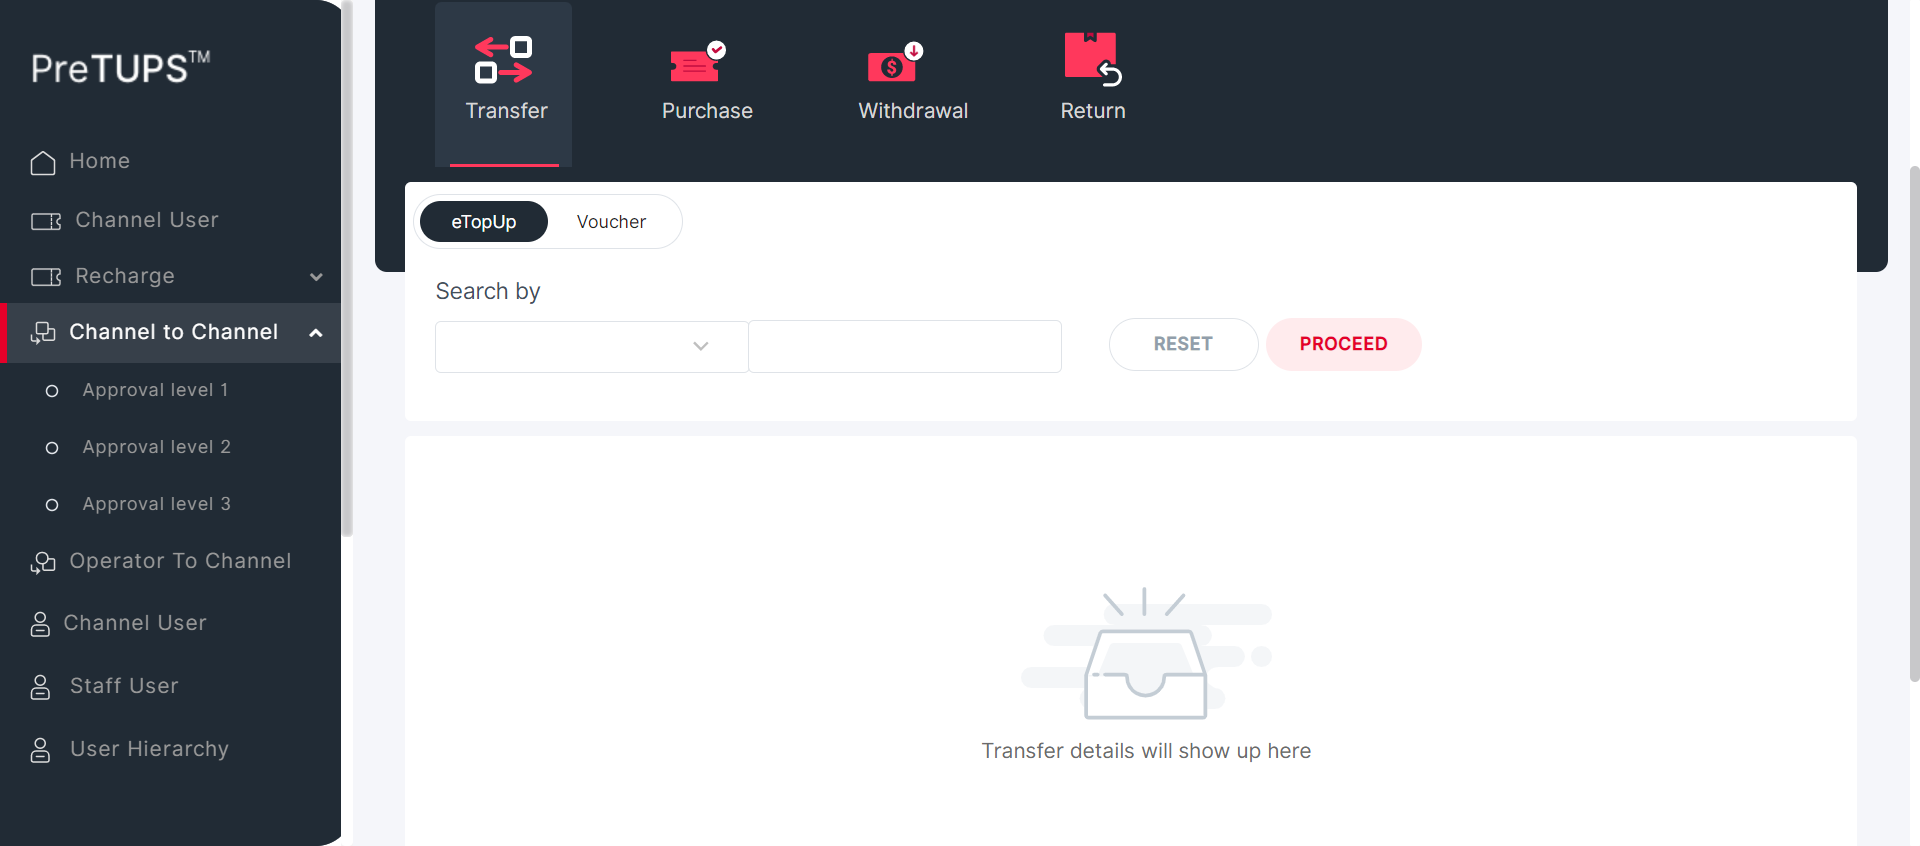 PreTUPS™
Home
Channel User
Recharge
Channel to Channel
Approval level 1
Approval level 2
Approval level 3
Operator To Channel
Channel User
Staff User
User Hierarchy
Transfer
Purchase
Withdrawal
Return
eTopUp
Voucher
Search by
RESET
PROCEED
Transfer details will show up here